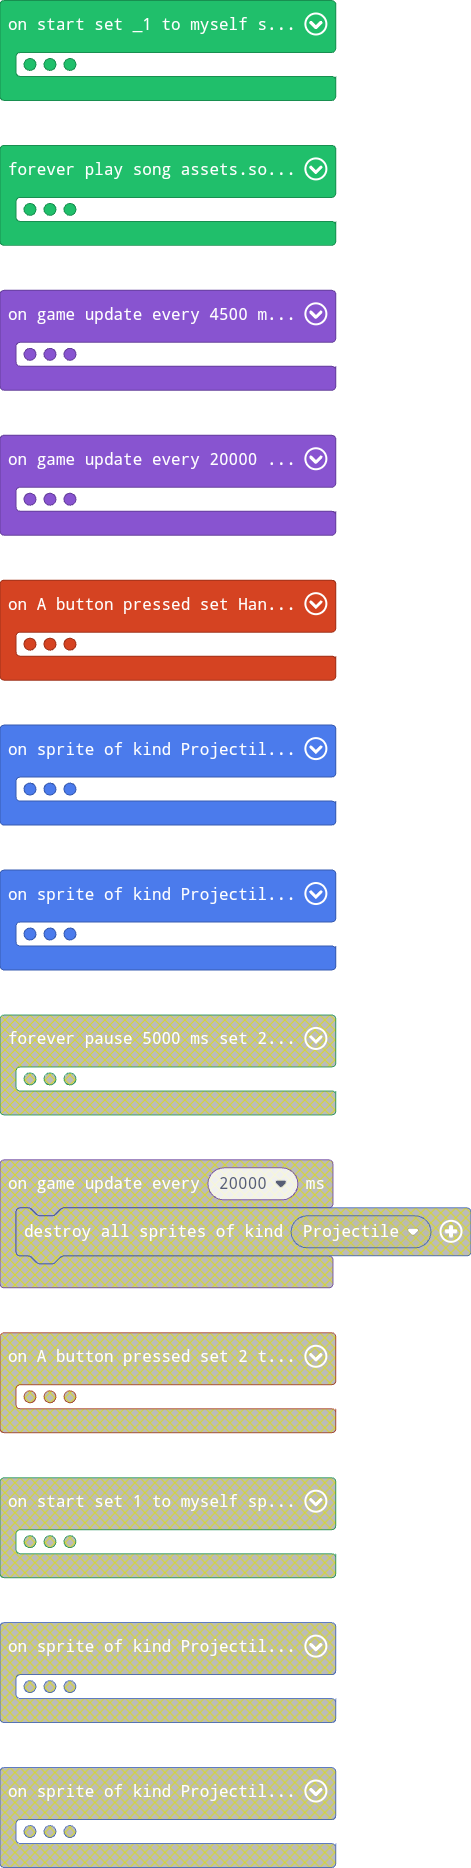 on start set _1 to myself s...
forever play song assets.so...
on game update every 4500 m...
on game update every 20000 ...
on A button pressed set Han...
on sprite of kind Projectil...
on sprite of kind Projectil...
forever pause 5000 ms set 2...
on game update every 20000 ms
destroy all sprites of kind Projectile
on A button pressed set 2 t...
on start set 1 to myself sp...
on sprite of kind Projectil...
on sprite of kind Projectil...